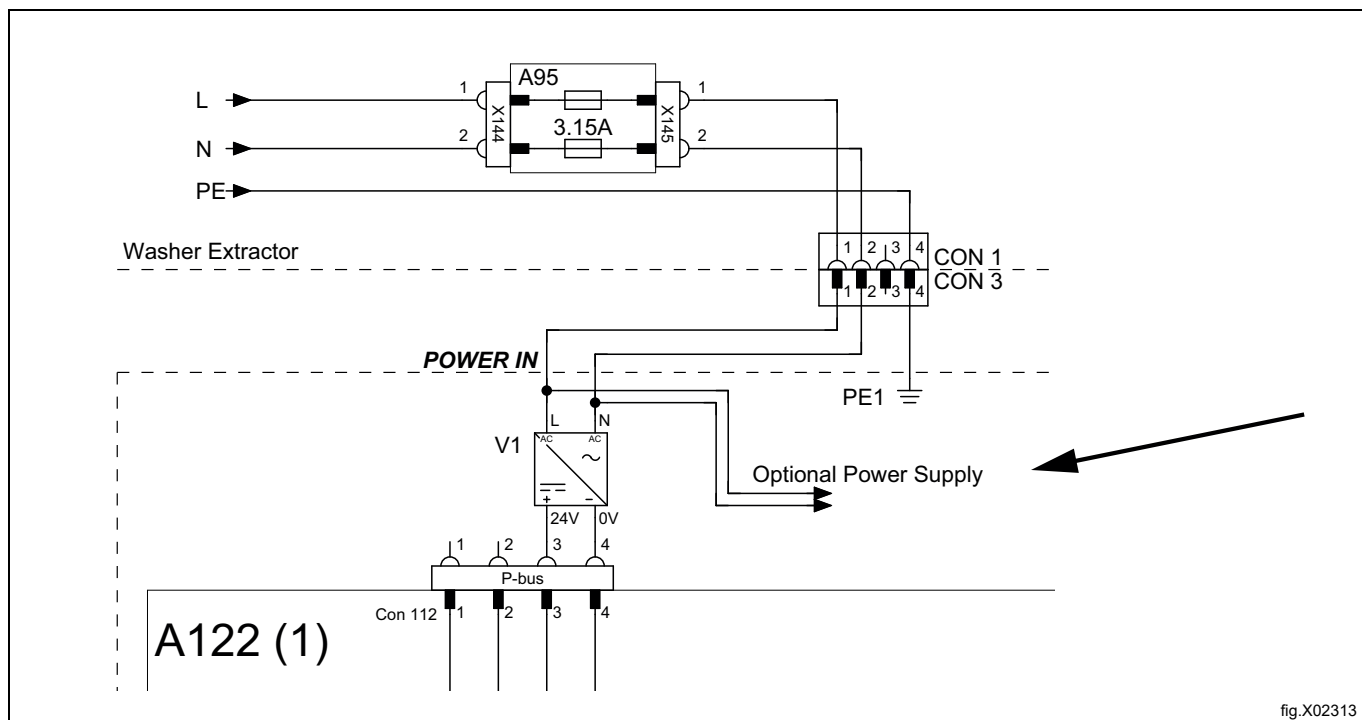 A95
L
1
1
X144
X145
3.15A
N
2
2
PE
Washer Extractor
1 2 3 4
CON 1
CON 3
1 2 3 4
POWER IN
PE1
L N
V1
AC AC
Optional Power Supply
+ -
24V 0V
1 2 3 4
P-bus
Con 112
1 2 3 4
A122 (1)
fig.X02313